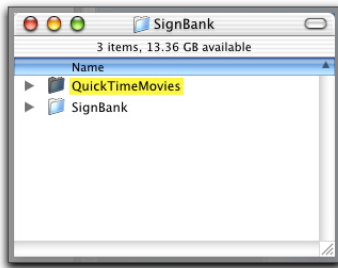 SignBank
3 items, 13.36 GB available
Name
QuickTimeMovies
SignBank